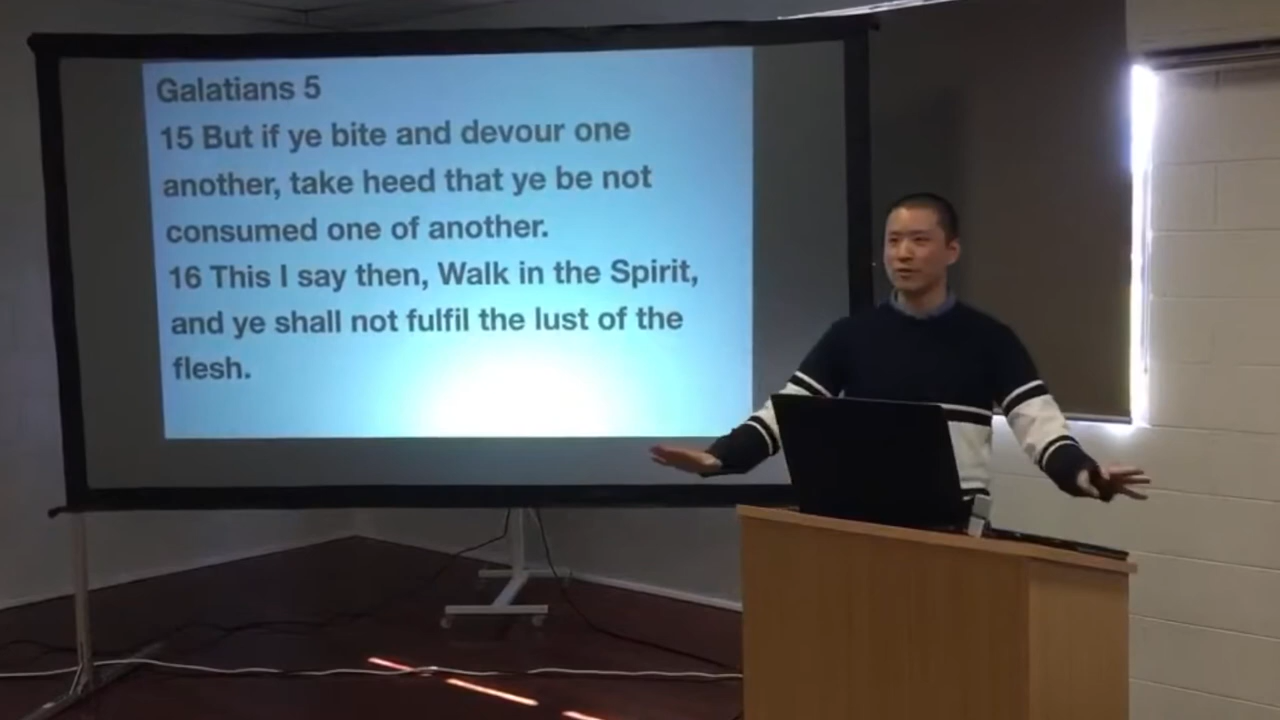 Galatians 5
15 But if ye bite and devour one
another, take heed that ye be not
consumed one of another.
16 This I say then, Walk in the Spirit,
and ye shall not fulfil the lust of the
flesh.